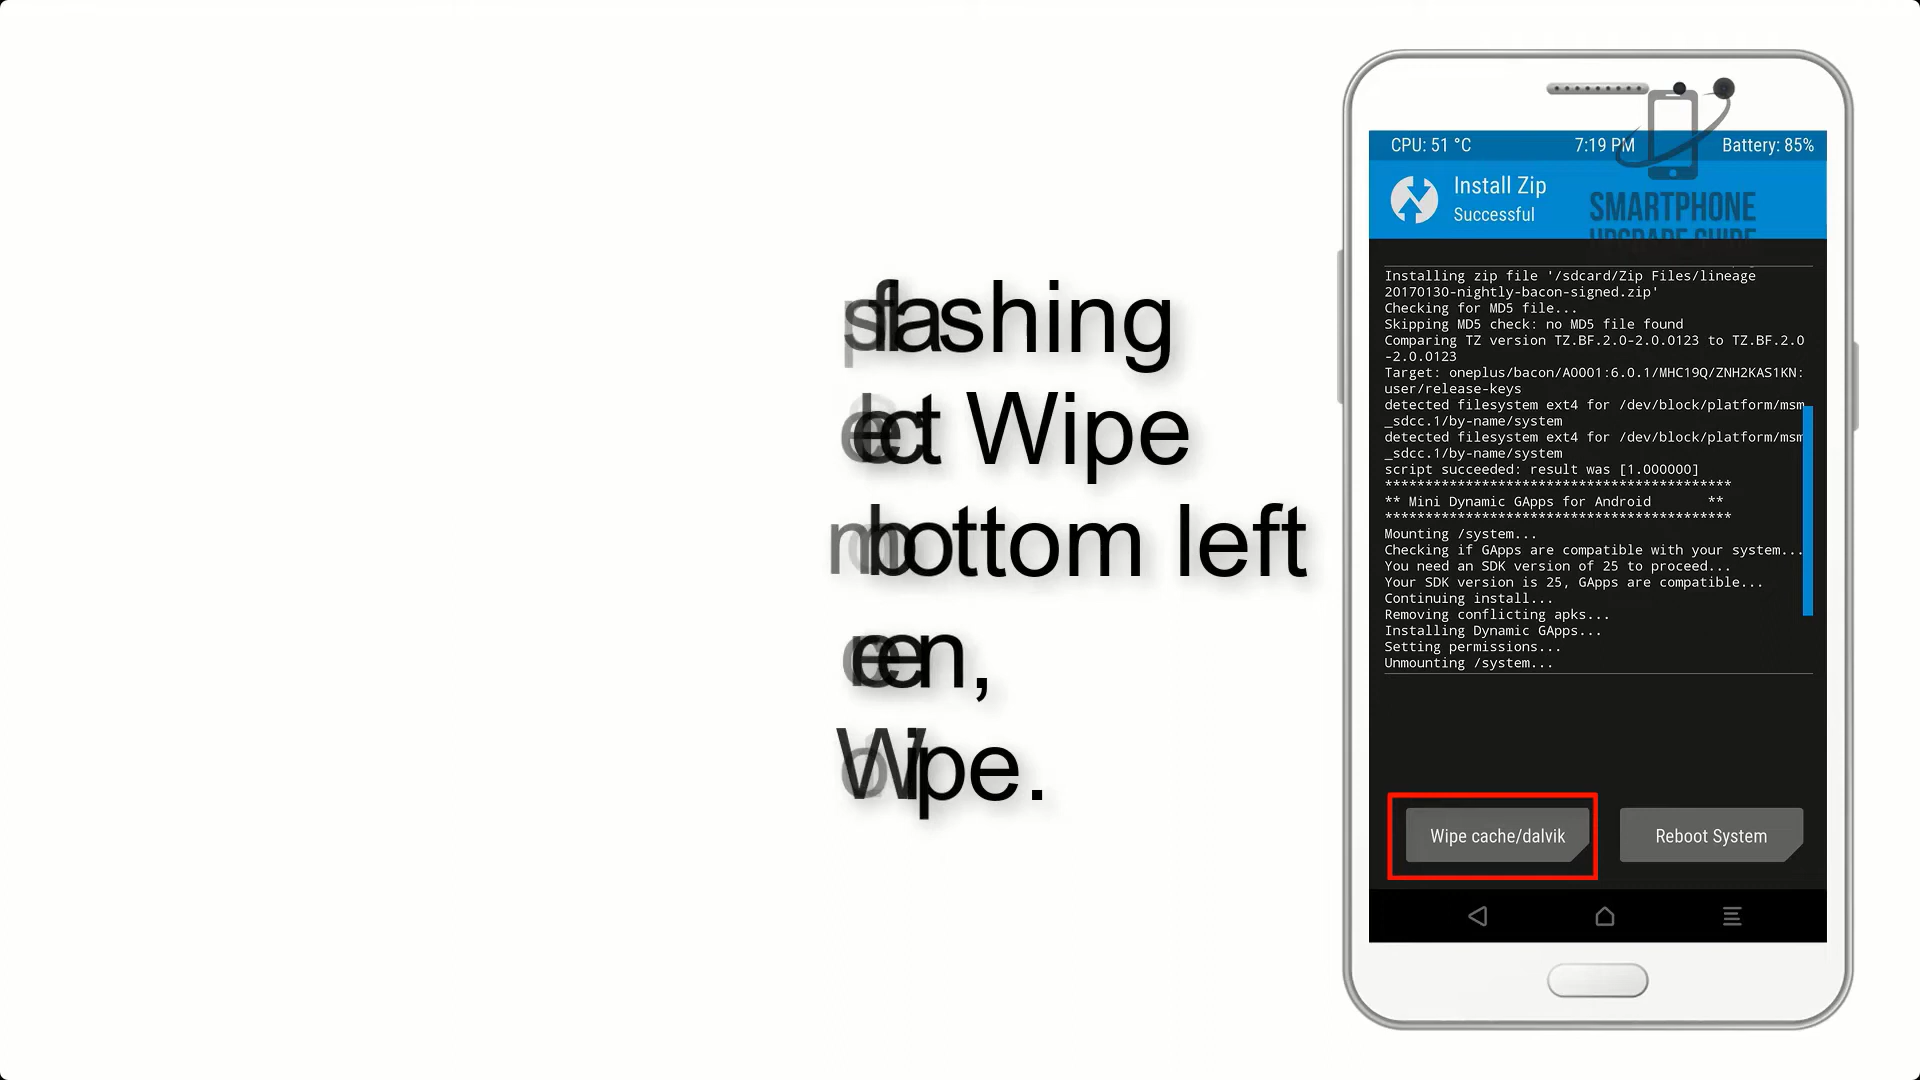 flashing
Wipe
bottom left
Wipe.
CPU: 51 °C
7:19 PM
Battery: 85%
Install Zip
Successful
SMARTPHONE
UPGRADE GUIDE
Installing zip file '/sdcard/Zip Files/lineage
20170130-nightly-bacon-signed.zip'
Checking for MD5 file...
Skipping MD5 check: no MD5 file found
Comparing TZ version TZ.BF.2.0-2.0.0123 to TZ.BF.2.0
-2.0.0123
Target: oneplus/bacon/A0001:6.0.1/MHC19Q/ZNH2KAS1KN:
user/release-keys
detected filesystem ext4 for /dev/block/platform/msm
_sdcc.1/by-name/system
detected filesystem ext4 for /dev/block/platform/msm
_sdcc.1/by-name/system
script succeeded: result was [1.000000]
*******************************************
** Mini Dynamic GApps for Android       **
*******************************************
Mounting /system...
Checking if GApps are compatible with your system...
You need an SDK version of 25 to proceed...
Your SDK version is 25, GApps are compatible...
Continuing install...
Removing conflicting apks...
Installing Dynamic GApps...
Setting permissions...
Unmounting /system...
Wipe cache/dalvik
Reboot System